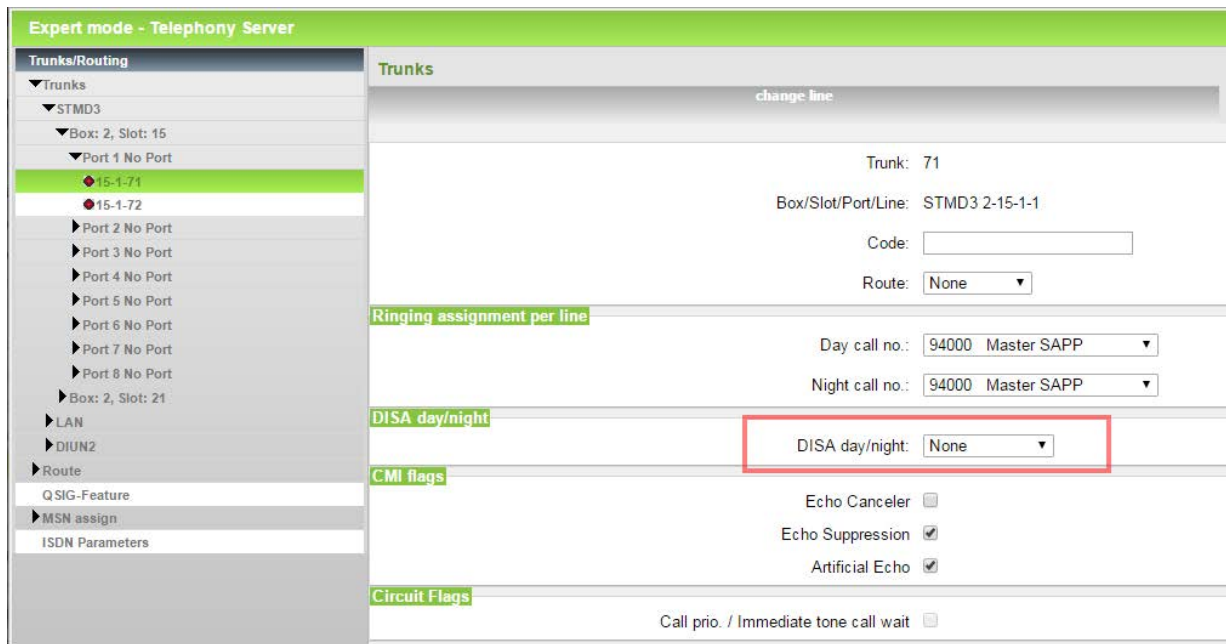 Expert mode - Telephony Server
Trunks/Routing
Trunks
STMD3
Box: 2, Slot: 15
Port 1 No Port
15-1-71
15-1-72
Port 2 No Port
Port 3 No Port
Port 4 No Port
Port 5 No Port
Port 6 No Port
Port 7 No Port
Port 8 No Port
Box: 2, Slot: 21
LAN
DIUN2
Route
QSIG-Feature
MSN assign
ISDN Parameters
Trunks
change line
Trunk: 71
Box/Slot/Port/Line: STMD3 2-15-1-1
Code:
Route: None
Ringing assignment per line
Day call no.: 94000 Master SAPP
Night call no.: 94000 Master SAPP
DISA day/night
DISA day/night: None
CMI flags
Echo Canceler
Echo Suppression
Artificial Echo
Circuit Flags
Call prio. / Immediate tone call wait